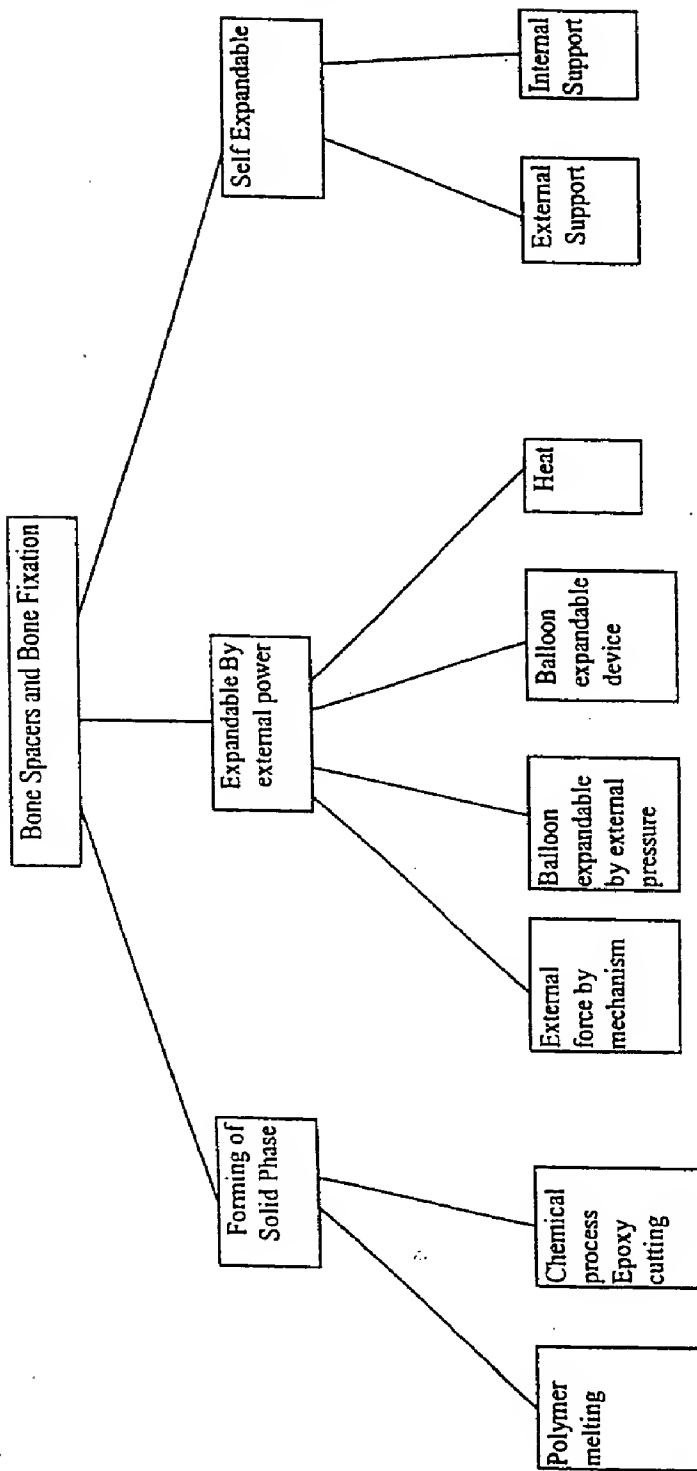 Bone Spacers and Bone Fixation
Forming of
Solid Phase
Expandable By
external power
Self Expandable
Polymer
melting
Chemical
process
Epoxy
cutting
External
force by
mechanism
Balloon
expandable
by external
pressure
Balloon
expandable
device
Heat
External
Support
Internal
Support